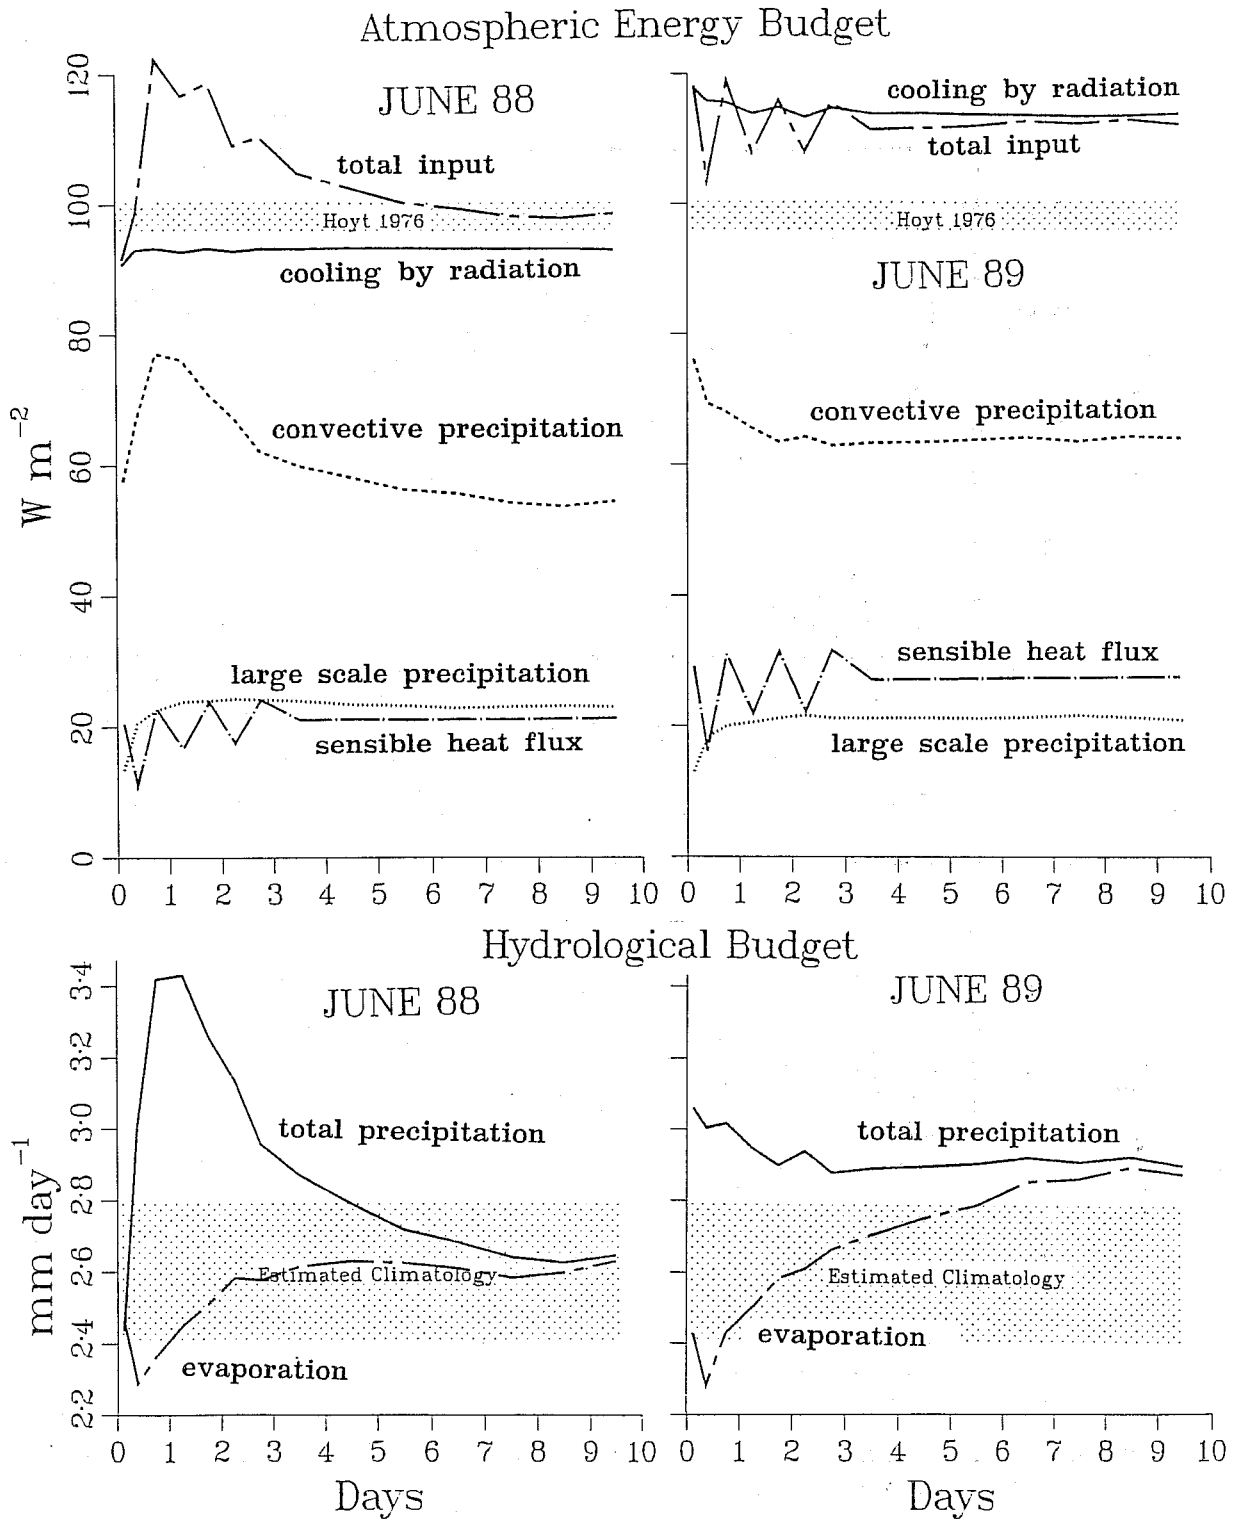 Atmospheric Energy Budget
120
100
80
60
40
20
0
W m⁻²
JUNE 88
total input
Hoyt 1976
cooling by radiation
convective precipitation
large scale precipitation
sensible heat flux
0 1 2 3 4 5 6 7 8 9 10
cooling by radiation
total input
Hoyt 1976
JUNE 89
convective precipitation
sensible heat flux
large scale precipitation
0 1 2 3 4 5 6 7 8 9 10
Hydrological Budget
3·4
3·2
3·0
2·8
2·6
2·4
2·2
mm day⁻¹
JUNE 88
total precipitation
Estimated Climatology
evaporation
0 1 2 3 4 5 6 7 8 9 10
Days
JUNE 89
total precipitation
Estimated Climatology
evaporation
0 1 2 3 4 5 6 7 8 9 10
Days